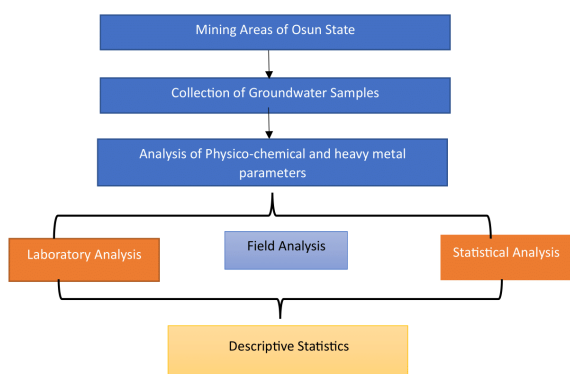 Mining Areas of Osun State
Collection of Groundwater Samples
Analysis of Physico-chemical and heavy metal
parameters
Laboratory Analysis
Field Analysis
Statistical Analysis
Descriptive Statistics